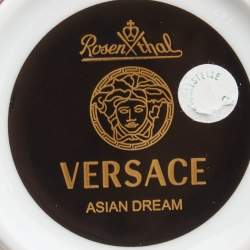 Rosenthal
VERSACE
ASIAN DREAM